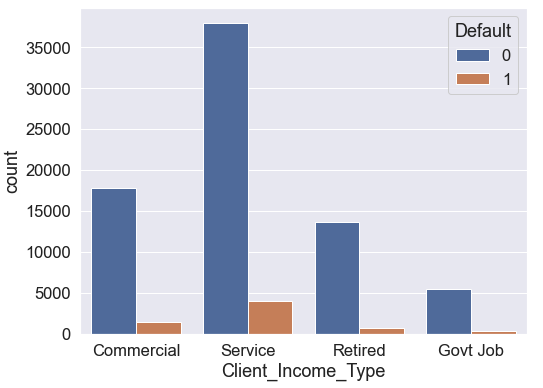 Default
0
1
35000
30000
25000
20000
15000
10000
5000
0
count
Commercial Service Retired Govt Job
Client_Income_Type